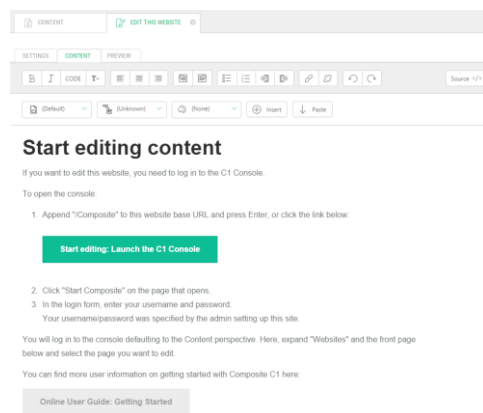 CONTENT EDIT THIS WEBSITE
SETTINGS CONTENT PREVIEW
B I CODE T- Source </>
(Default) (Unknown) (None) Insert Paste
Start editing content
If you want to edit this website, you need to log in to the C1 Console.
To open the console:
1. Append "/Composite" to this website base URL and press Enter, or click the link below:
Start editing: Launch the C1 Console
2. Click "Start Composite" on the page that opens.
3. In the login form, enter your username and password.
Your username/password was specified by the admin setting up this site.
You will log in to the console defaulting to the Content perspective. Here, expand "Websites" and the front page
below and select the page you want to edit.
You can find more user information on getting started with Composite C1 here:
Online User Guide: Getting Started